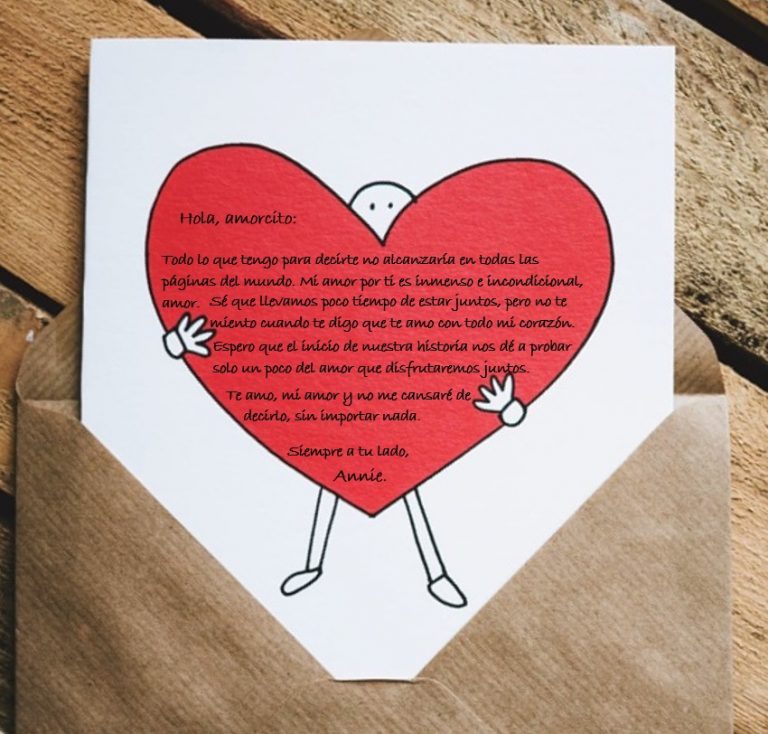 Hola, amorcito:
Todo lo que tengo para decirte no alcanzaría en todas las
páginas del mundo. Mi amor por ti es inmenso e incondicional,
amor. Sé que llevamos poco tiempo de estar juntos, pero no te
miento cuando te digo que te amo con todo mi corazón.
Espero que el inicio de nuestra historia nos dé a probar
solo un poco del amor que disfrutaremos juntos.
Te amo, mi amor y no me cansaré de
decirlo, sin importar nada.
Siempre a tu lado,
Annie.